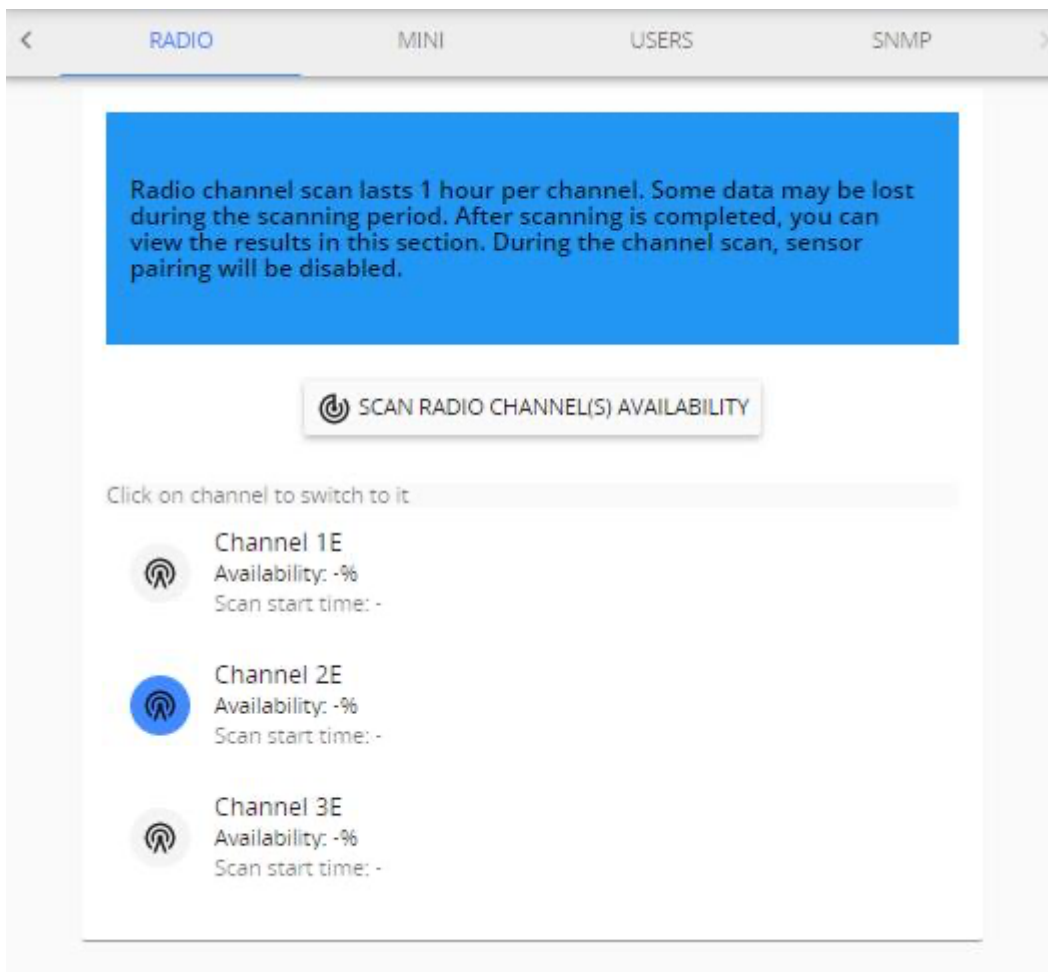 RADIO MINI USERS SNMP
Radio channel scan lasts 1 hour per channel. Some data may be lost
during the scanning period. After scanning is completed, you can
view the results in this section. During the channel scan, sensor
pairing will be disabled.
SCAN RADIO CHANNEL(S) AVAILABILITY
Click on channel to switch to it
Channel 1E
Availability: -%
Scan start time: -
Channel 2E
Availability: -%
Scan start time: -
Channel 3E
Availability: -%
Scan start time: -